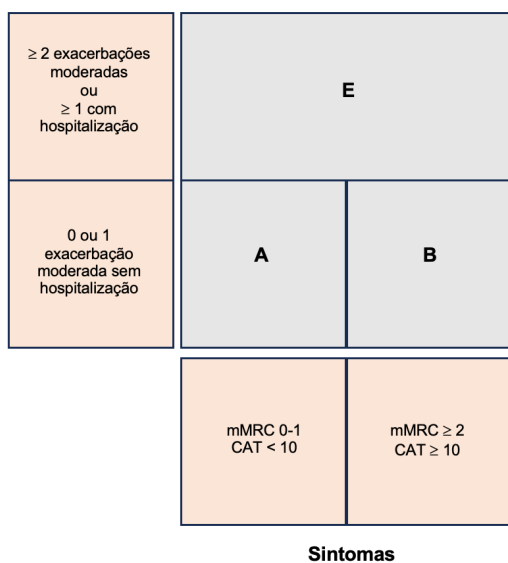 ≥ 2 exacerbações
moderadas
ou
≥ 1 com
hospitalização
E
0 ou 1
exacerbação
moderada sem
hospitalização
A
B
mMRC 0-1
CAT < 10
mMRC ≥ 2
CAT ≥ 10
Sintomas